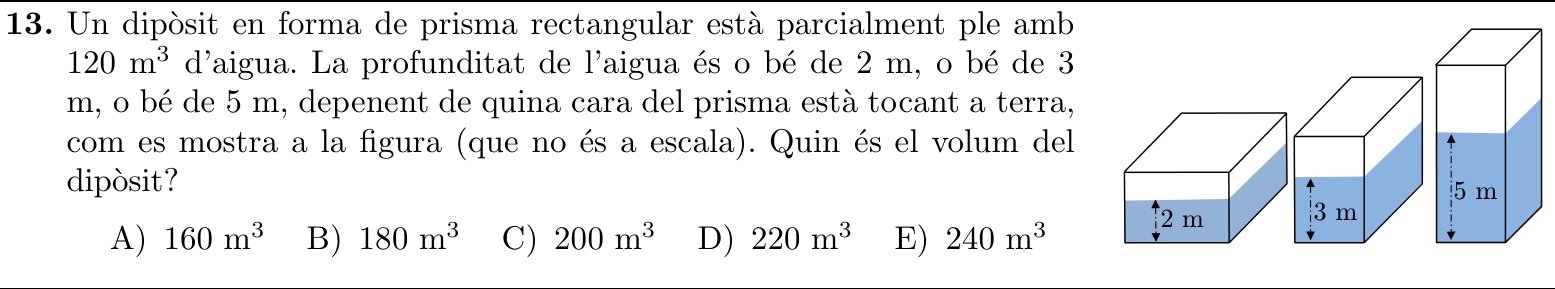 13. Un dipòsit en forma de prisma rectangular està parcialment ple amb
120 m³ d'aigua. La profunditat de l'aigua és o bé de 2 m, o bé de 3
m, o bé de 5 m, depenent de quina cara del prisma està tocant a terra,
com es mostra a la figura (que no és a escala). Quin és el volum del
dipòsit?
A) 160 m³ B) 180 m³ C) 200 m³ D) 220 m³ E) 240 m³
2 m
3 m
5 m